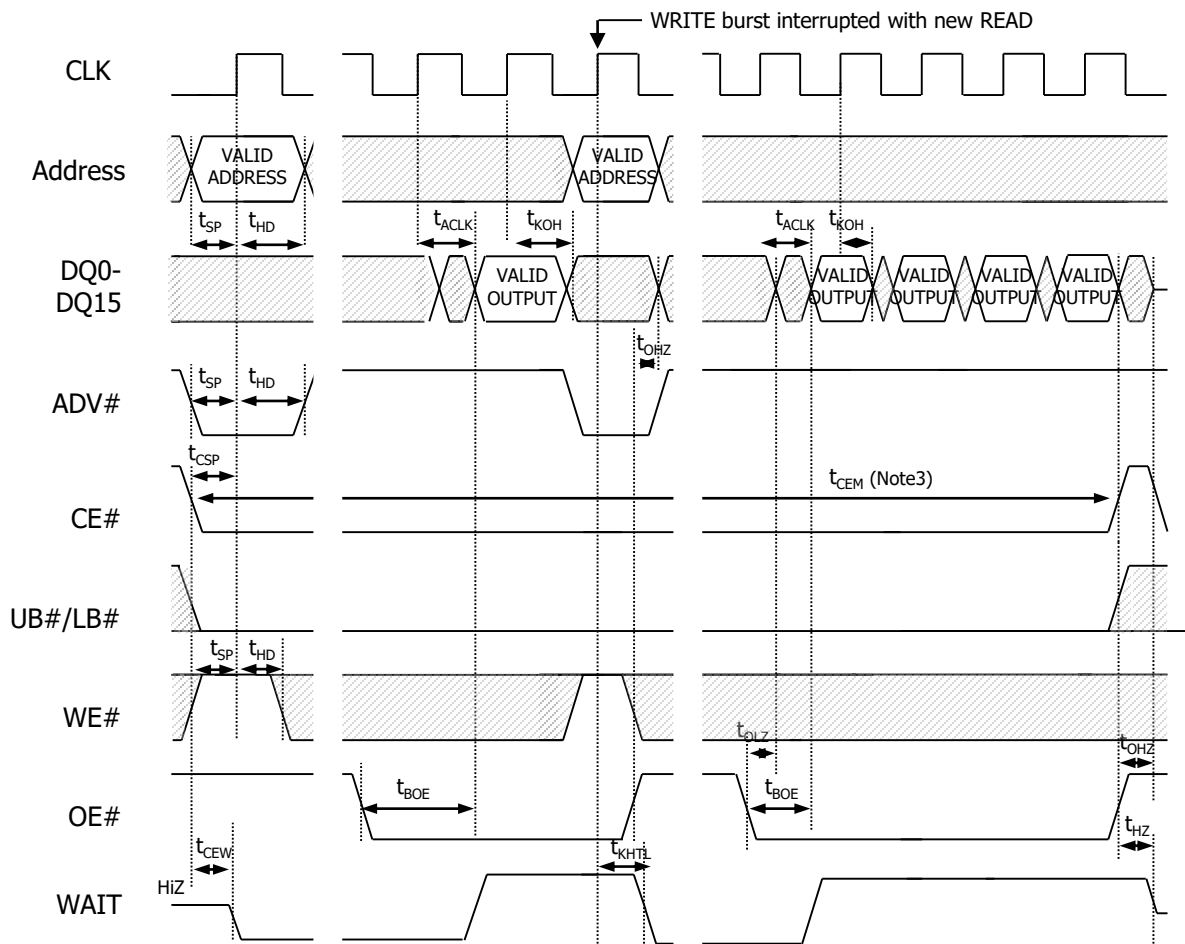 WRITE burst interrupted with new READ
CLK
Address
VALID
ADDRESS
VALID
ADDRESS
tSP
tHD
tACLK
tKOH
tACLK
tKOH
DQ0-
DQ15
VALID
OUTPUT
VALID
OUTPUT
VALID
OUTPUT
VALID
OUTPUT
VALID
OUTPUT
tOHZ
ADV#
tSP
tHD
tCSP
CE#
tCEM (Note3)
UB#/LB#
tSP
tHD
WE#
tOLZ
tOHZ
OE#
tBOE
tBOE
tCEW
tKHTL
tHZ
HiZ
WAIT